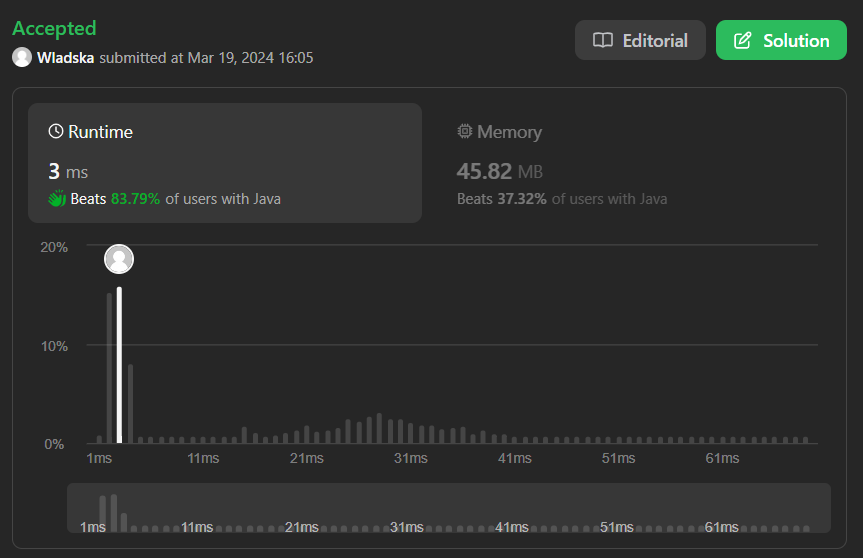 Accepted
Wladska submitted at Mar 19, 2024 16:05
Editorial
Solution
Runtime
3 ms
Beats 83.79% of users with Java
Memory
45.82 MB
Beats 37.32% of users with Java
20%
10%
0%
1ms 11ms 21ms 31ms 41ms 51ms 61ms
1ms 11ms 21ms 31ms 41ms 51ms 61ms